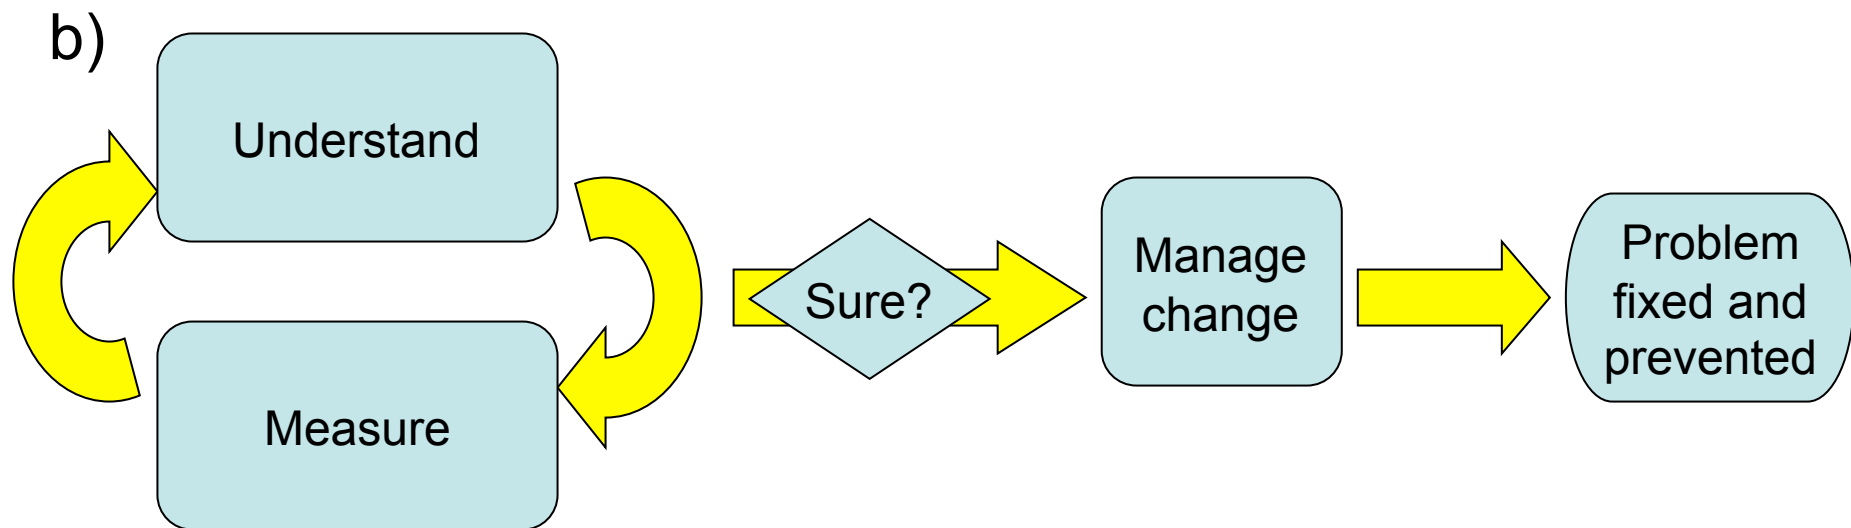 b)
Understand
Measure
Sure?
Manage
change
Problem
fixed and
prevented